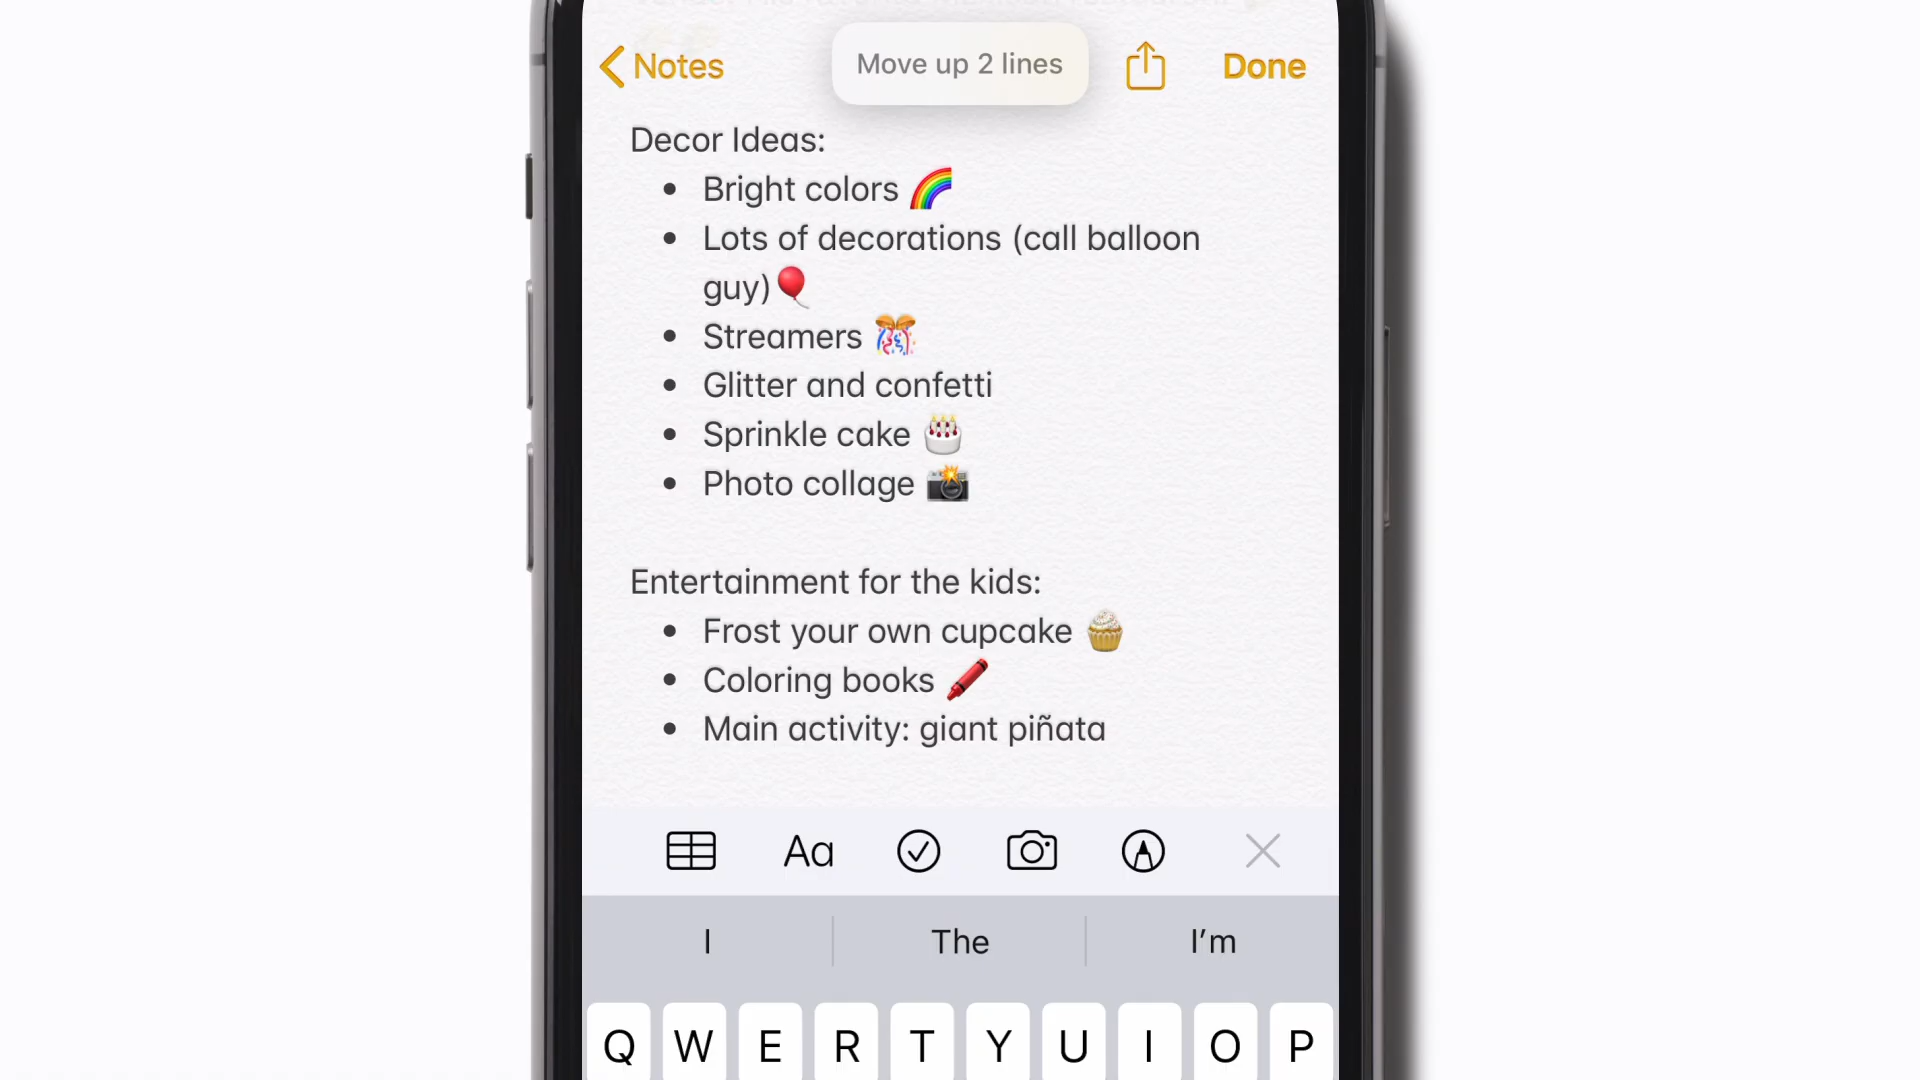 Notes
Move up 2 lines
Done
Decor Ideas:
• Bright colors 🌈
• Lots of decorations (call balloon
guy)🎈
• Streamers 🎊
• Glitter and confetti
• Sprinkle cake 🎂
• Photo collage 📸
Entertainment for the kids:
• Frost your own cupcake 🧁
• Coloring books 🖍️
• Main activity: giant piñata
Aa
I The I’m
Q W E R T Y U I O P